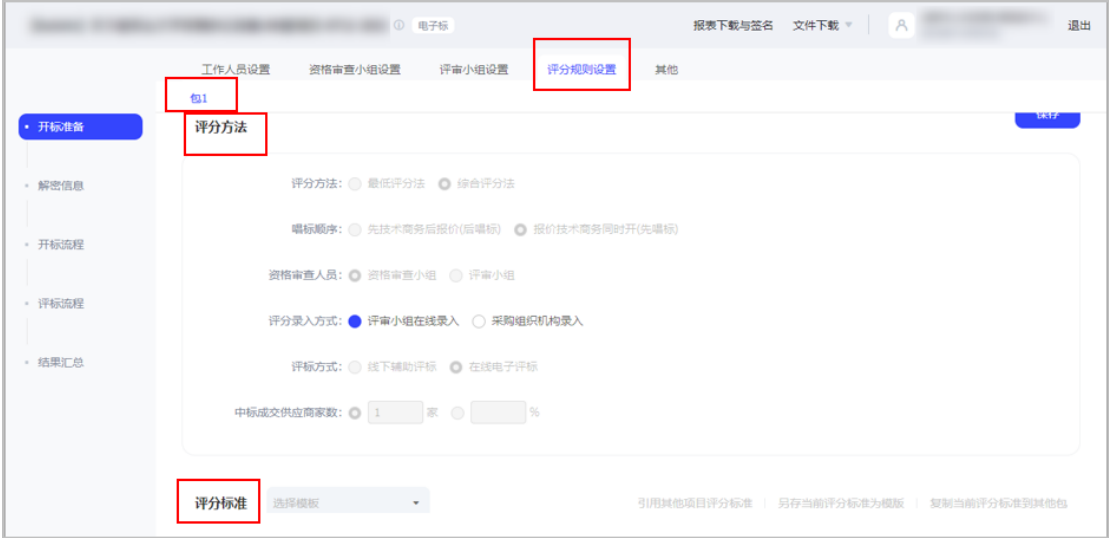 电子标 报表下载与签名 文件下载 退出
工作人员设置 资格审查小组设置 评审小组设置 评分规则设置 其他
包1
开标准备 评分方法 保存
评分方法: 最低评分法 综合评分法
解密信息
唱标顺序: 先技术商务后报价(后唱标) 报价技术商务同时开(先唱标)
开标流程
资格审查人员: 资格审查小组 评审小组
评标流程 评分录入方式: 评审小组在线录入 采购组织机构录入
结果汇总 评标方式: 线下辅助评标 在线电子评标
中标成交供应商家数: 1 家 %
评分标准 选择模板 引用其他项目评分标准 另存当前评分标准为模版 复制当前评分标准到其他包